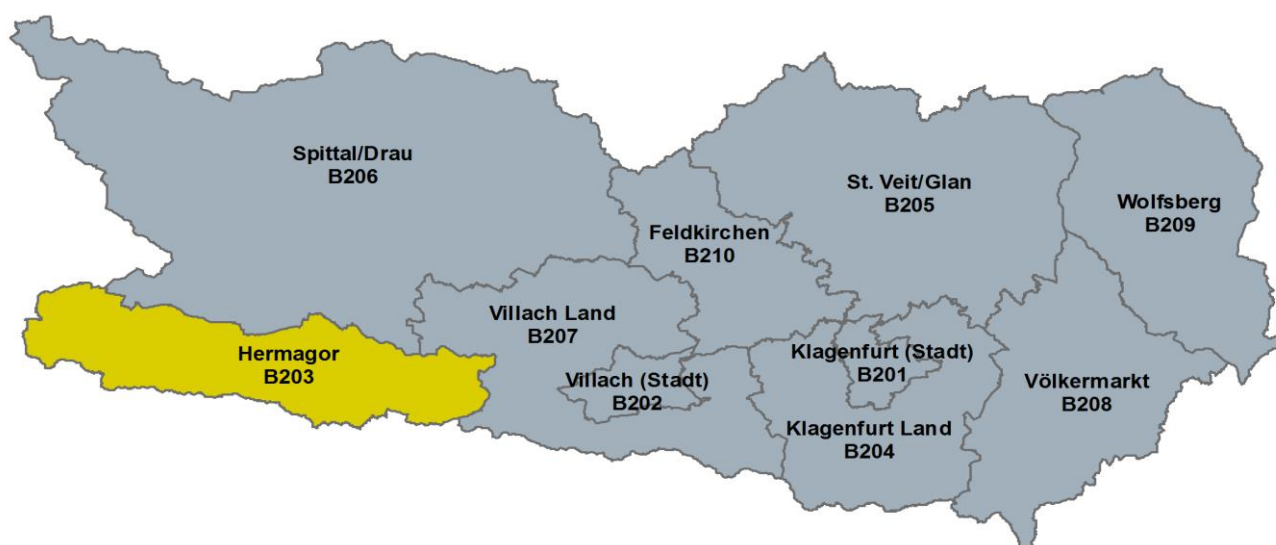 Spittal/Drau
B206
St. Veit/Glan
B205
Wolfsberg
B209
Feldkirchen
B210
Villach Land
B207
Hermagor
B203
Klagenfurt (Stadt)
B201
Villach (Stadt)
B202
Völkermarkt
B208
Klagenfurt Land
B204